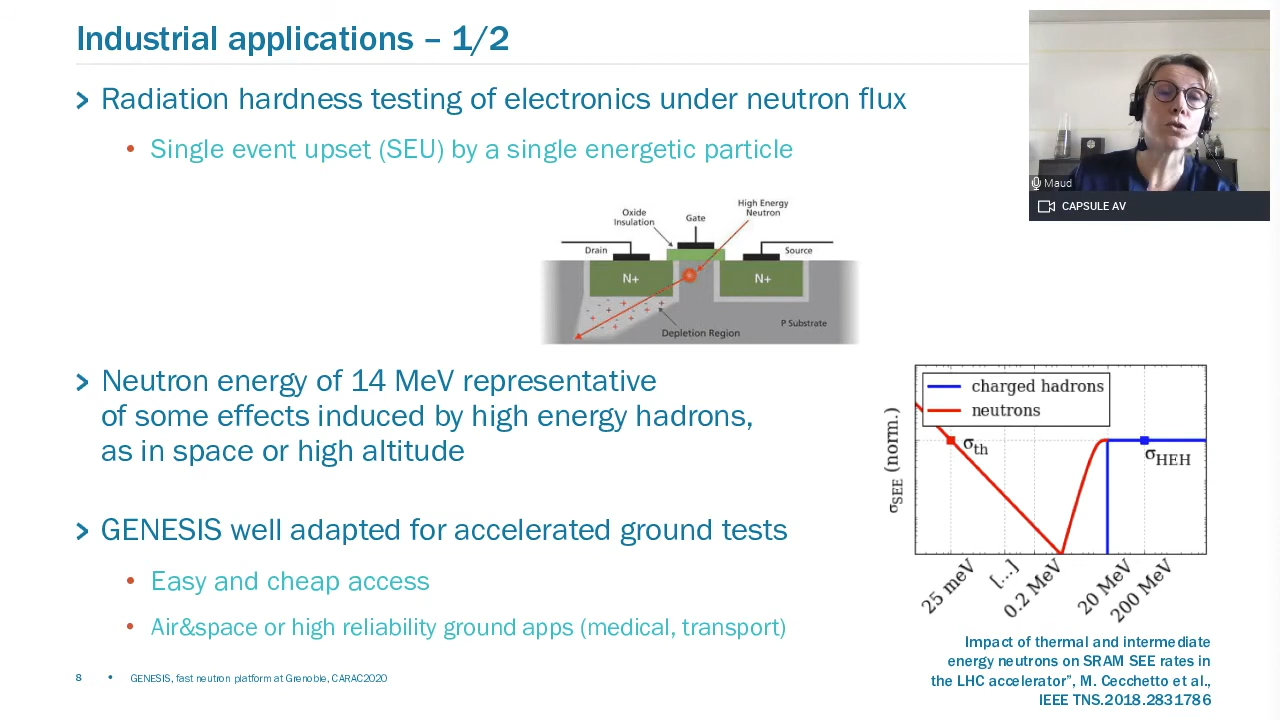 Industrial applications – 1/2
Radiation hardness testing of electronics under neutron flux
Single event upset (SEU) by a single energetic particle
Maud
CAPSULE AV
Oxide
Insulation
Gate
High Energy
Neutron
Drain
Source
N+
N+
Depletion Region
P Substrate
Neutron energy of 14 MeV representative
of some effects induced by high energy hadrons,
as in space or high altitude
charged hadrons
neutrons
σth
σHEH
σSEE (norm.)
25 meV
[...]
0.2 MeV
20 MeV
200 MeV
GENESIS well adapted for accelerated ground tests
Easy and cheap access
Air&space or high reliability ground apps (medical, transport)
Impact of thermal and intermediate
energy neutrons on SRAM SEE rates in
the LHC accelerator”, M. Cecchetto et al.,
IEEE TNS.2018.2831786
8 • GENESIS, fast neutron platform at Grenoble, CARAC2020